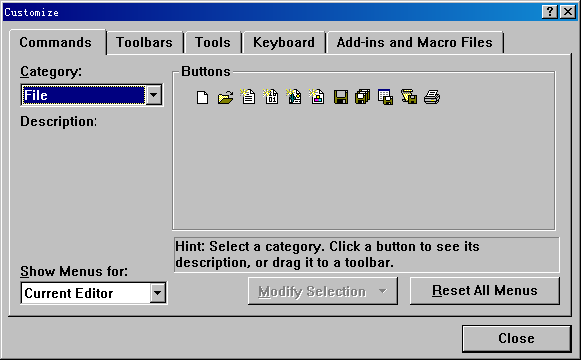 Customize
Commands Toolbars Tools Keyboard Add-ins and Macro Files
Category:
File
Description:
Buttons
Hint: Select a category. Click a button to see its
description, or drag it to a toolbar.
Show Menus for:
Current Editor
Modify Selection
Reset All Menus
Close